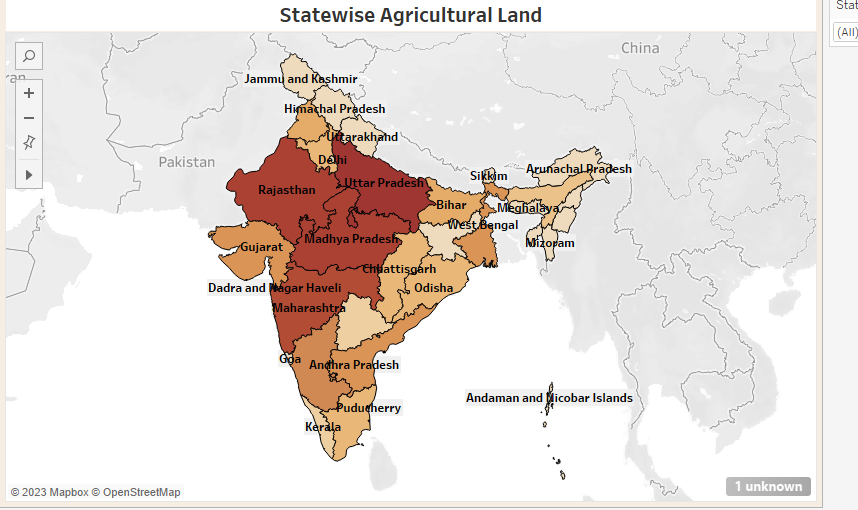 Statewise Agricultural Land
Stat
(All)
China
ran
Jammu and Kashmir
Himachal Pradesh
Uttarakhand
Pakistan
Delhi
Sikkim
Arunachal Pradesh
Rajasthan
Uttar Pradesh
Bihar
Meghalaya
West Bengal
Gujarat
Madhya Pradesh
Mizoram
Chhattisgarh
Dadra and Nagar Haveli
Odisha
Maharashtra
Goa
Andhra Pradesh
Andaman and Nicobar Islands
Puducherry
Kerala
© 2023 Mapbox © OpenStreetMap
1 unknown